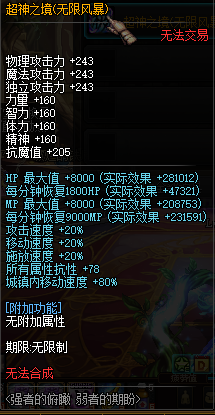 超神之境(无限风暴)
无法交易
物理攻击力 +243
魔法攻击力 +243
独立攻击力 +243
力量 +160
智力 +160
体力 +160
精神 +160
抗魔值 +205
HP 最大值 +8000 (实际效果 +281012)
每分钟恢复1800HP (实际效果 +47321)
MP 最大值 +8000 (实际效果 +208753)
每分钟恢复9000MP (实际效果 +231591)
攻击速度 +20%
移动速度 +20%
施放速度 +20%
所有属性抗性 +78
城镇内移动速度 +80%
[附加功能]
无附加属性
期限:无限制
无法合成
<强者的俯瞰 弱者的期盼>